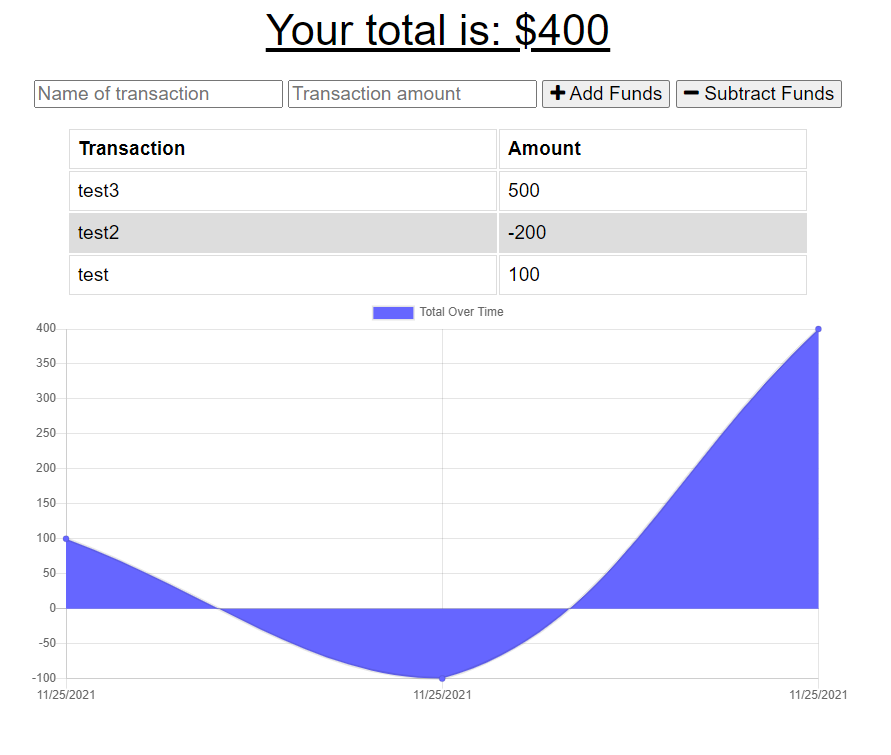 Your total is: $400
Name of transaction Transaction amount Add Funds Subtract Funds
Transaction Amount
test3 500
test2 -200
test 100
Total Over Time
400
350
300
250
200
150
100
50
0
-50
-100
11/25/2021 11/25/2021 11/25/2021